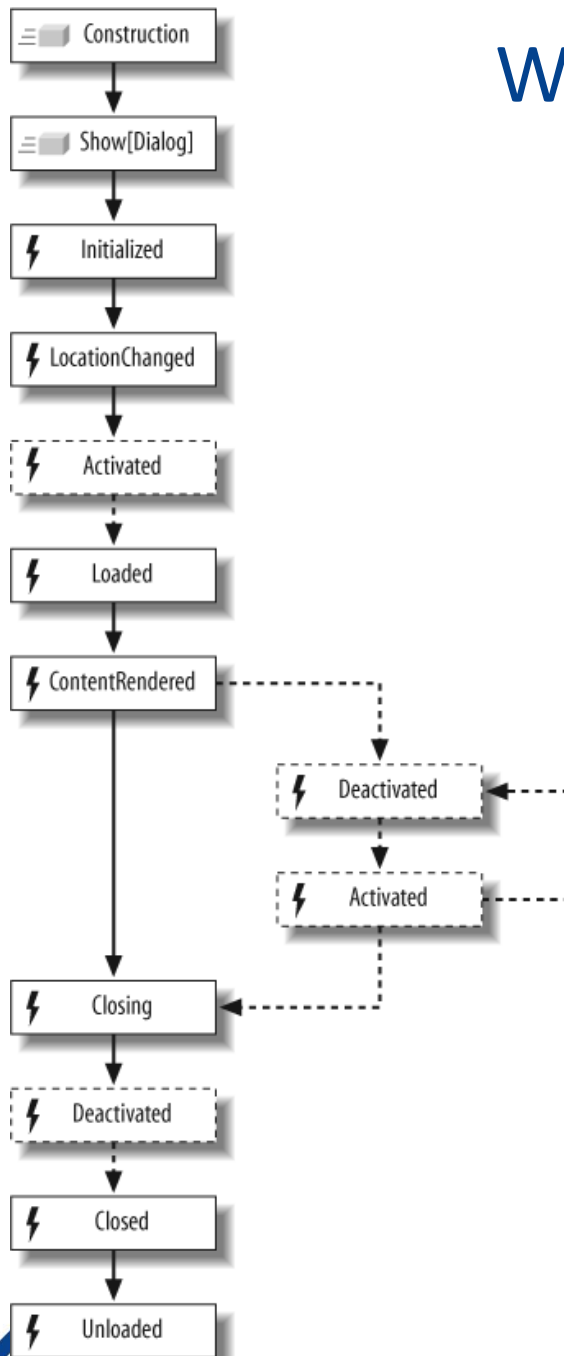 W
Construction
Show[Dialog]
Initialized
LocationChanged
Activated
Loaded
ContentRendered
Deactivated
Activated
Closing
Deactivated
Closed
Unloaded